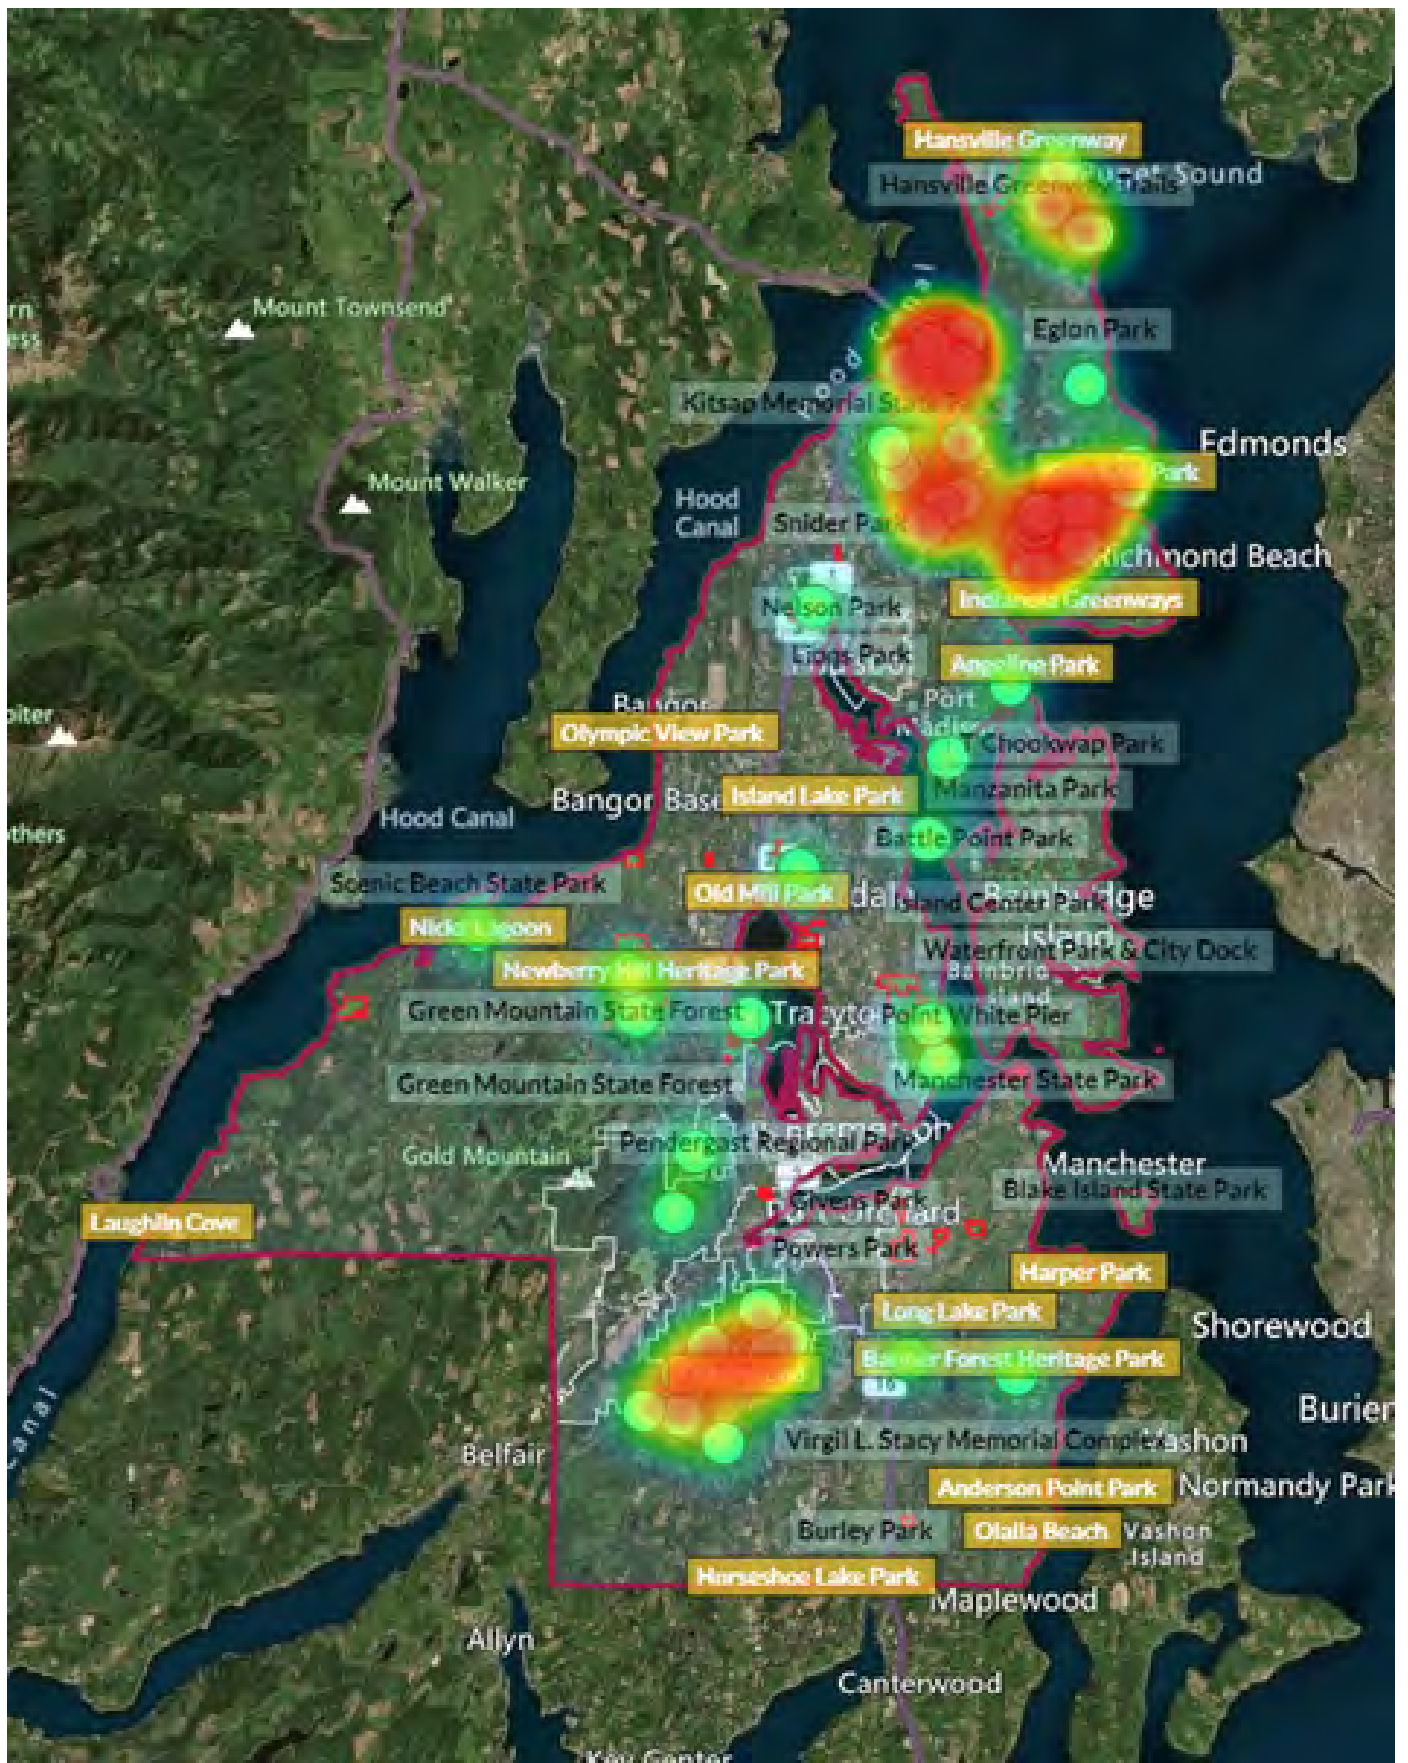 Hansville Greenway
Sound
Hansville Greenway Trails
Mount Townsend
Eglon Park
Kitsap Memorial State
Edmonds
Park
Mount Walker
Hood
Canal
Snider Park
Richmond Beach
Indianola Greenways
Nelson Park
Angeline Park
Port
Bangor
Olympic View Park
Chookwap Park
Manzanita Park
Island Lake Park
Bangor Base
Hood Canal
Battle Point Park
Scenic Beach State Park
Old Mill Park
Bainbridge
Island
Island Center Park
Nicks Lagoon
Waterfront Park & City Dock
Newberry Hill Heritage Park
Green Mountain State Forest
Point White Pier
Green Mountain State Forest
Manchester State Park
Pendergast Regional Park
Gold Mountain
Manchester
Blake Island State Park
Givens Park
Port Orchard
Laughlin Cove
Powers Park
Harper Park
Long Lake Park
Shorewood
Banner Forest Heritage Park
16
Burien
Virgil L. Stacy Memorial Complex
Vashon
Belfair
Anderson Point Park
Normandy Park
Burley Park
Olalla Beach
Vashon
Island
Horseshoe Lake Park
Maplewood
Allyn
Canterwood
Key Center